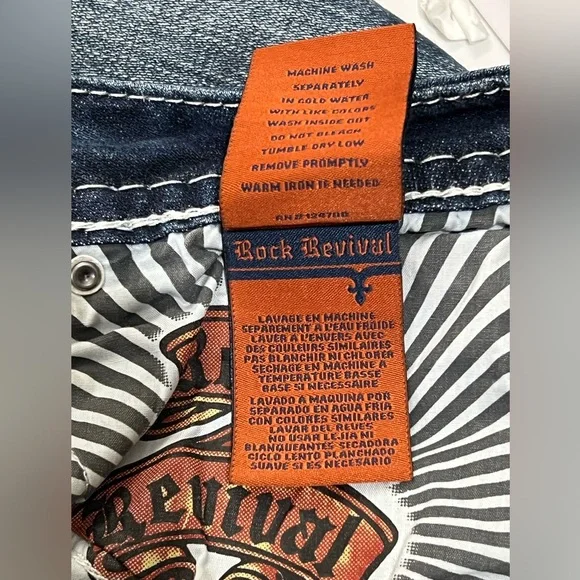 MACHINE WASH
SEPARATELY
IN COLD WATER
WITH LIKE COLORS
WASH INSIDE OUT
DO NOT BLEACH
TUMBLE DRY LOW
REMOVE PROMPTLY
WARM IRON IF NEEDED
RN# 124700
Rock Revival
LAVAGE EN MACHINE
SEPAREMENT A L'EAU FROIDE
LAVER A L'ENVERS AVEC
DES COULEURS SIMILAIRES
PAS BLANCHIR NI CHLORER
SECHAGE EN MACHINE A
TEMPERATURE BASSE
BASE SI NECESSAIRE
LAVADO A MAQUINA POR
SEPARADO EN AGUA FRIA
CON COLORES SIMILARES
LAVAR DEL REVES
NO USAR LEJIA NI
BLANQUEANTES. SECADORA
CICLO LENTO PLANCHADO
SUAVE SI ES NECESARIO
Revival